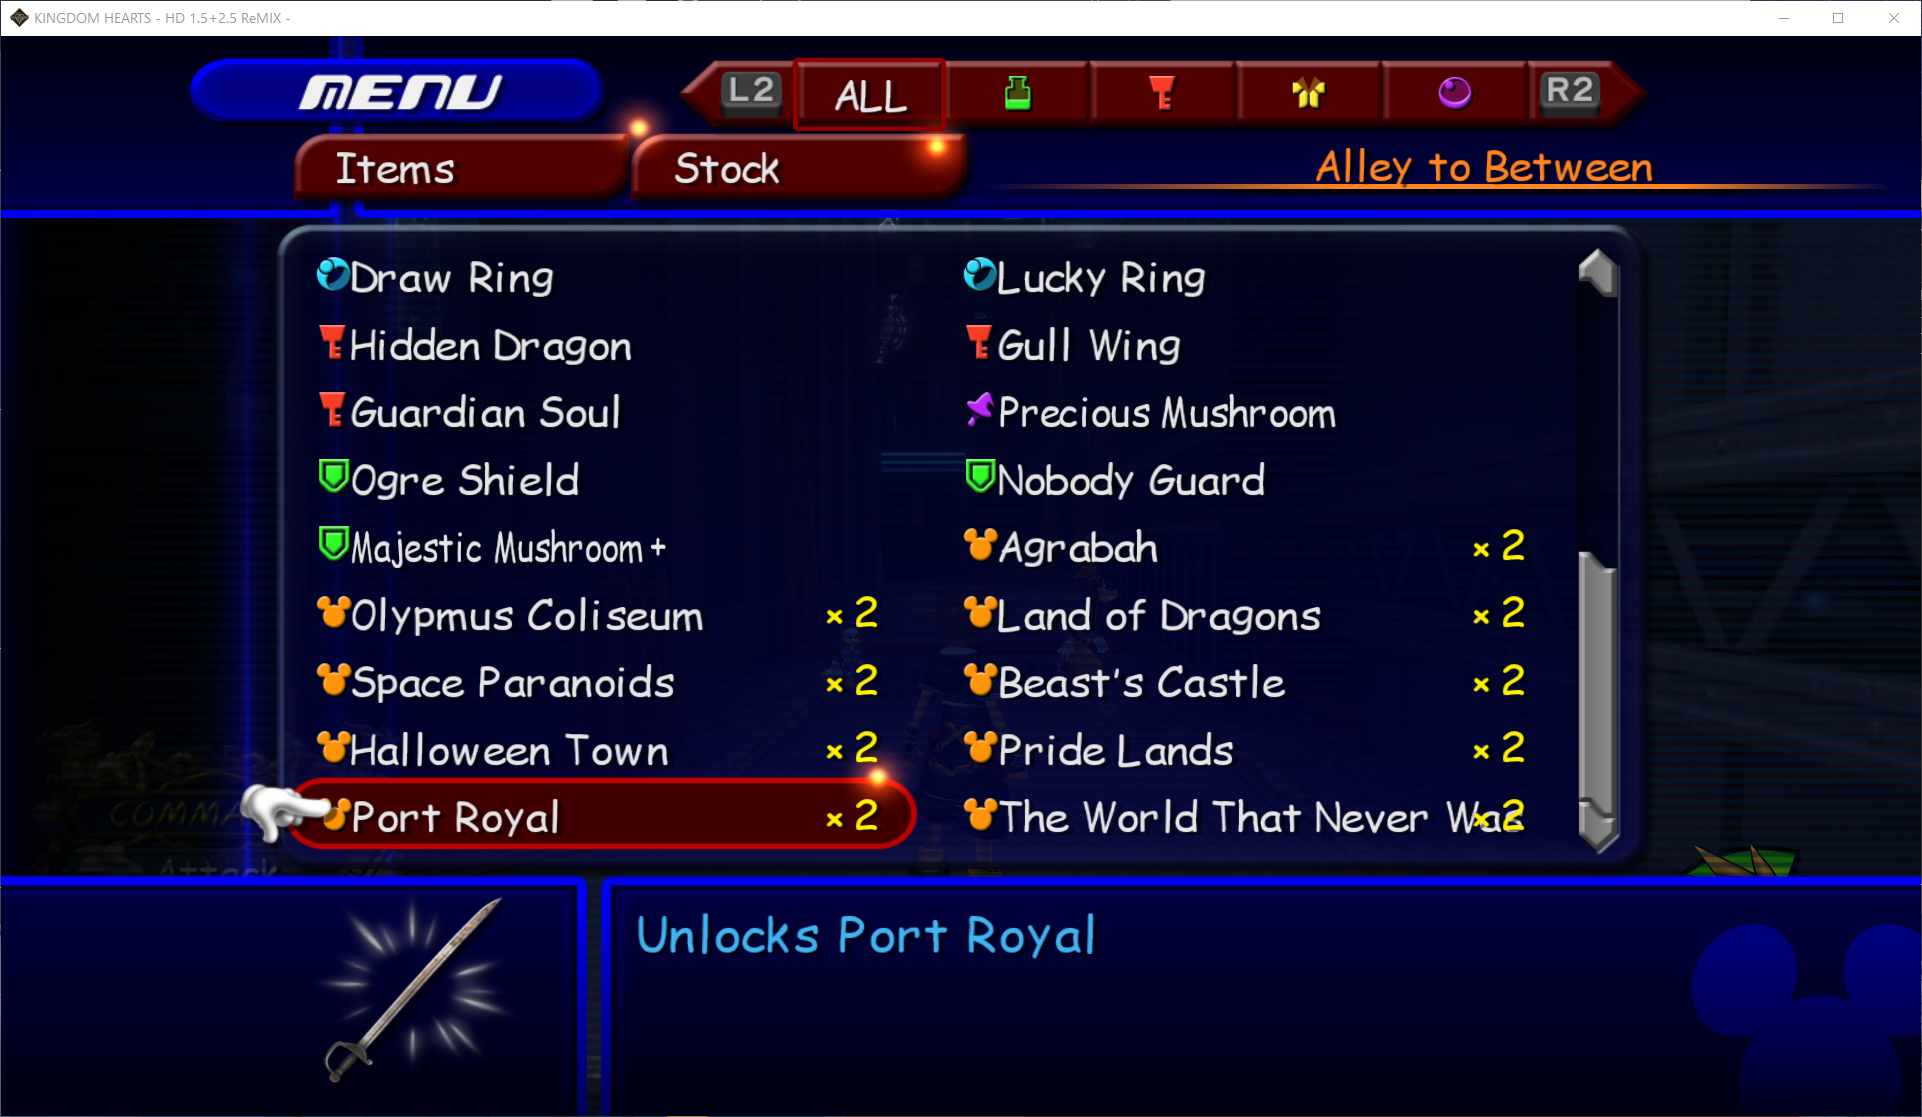 KINGDOM HEARTS - HD 1.5+2.5 ReMIX -
MENU
L2
ALL
R2
Items
Stock
Alley to Between
Draw Ring
Lucky Ring
Hidden Dragon
Gull Wing
Guardian Soul
Precious Mushroom
Ogre Shield
Nobody Guard
Majestic Mushroom+
Agrabah × 2
Olypmus Coliseum × 2
Land of Dragons × 2
Space Paranoids × 2
Beast's Castle × 2
Halloween Town × 2
Pride Lands × 2
Port Royal × 2
The World That Never Was × 2
COMMA
Attack
Unlocks Port Royal